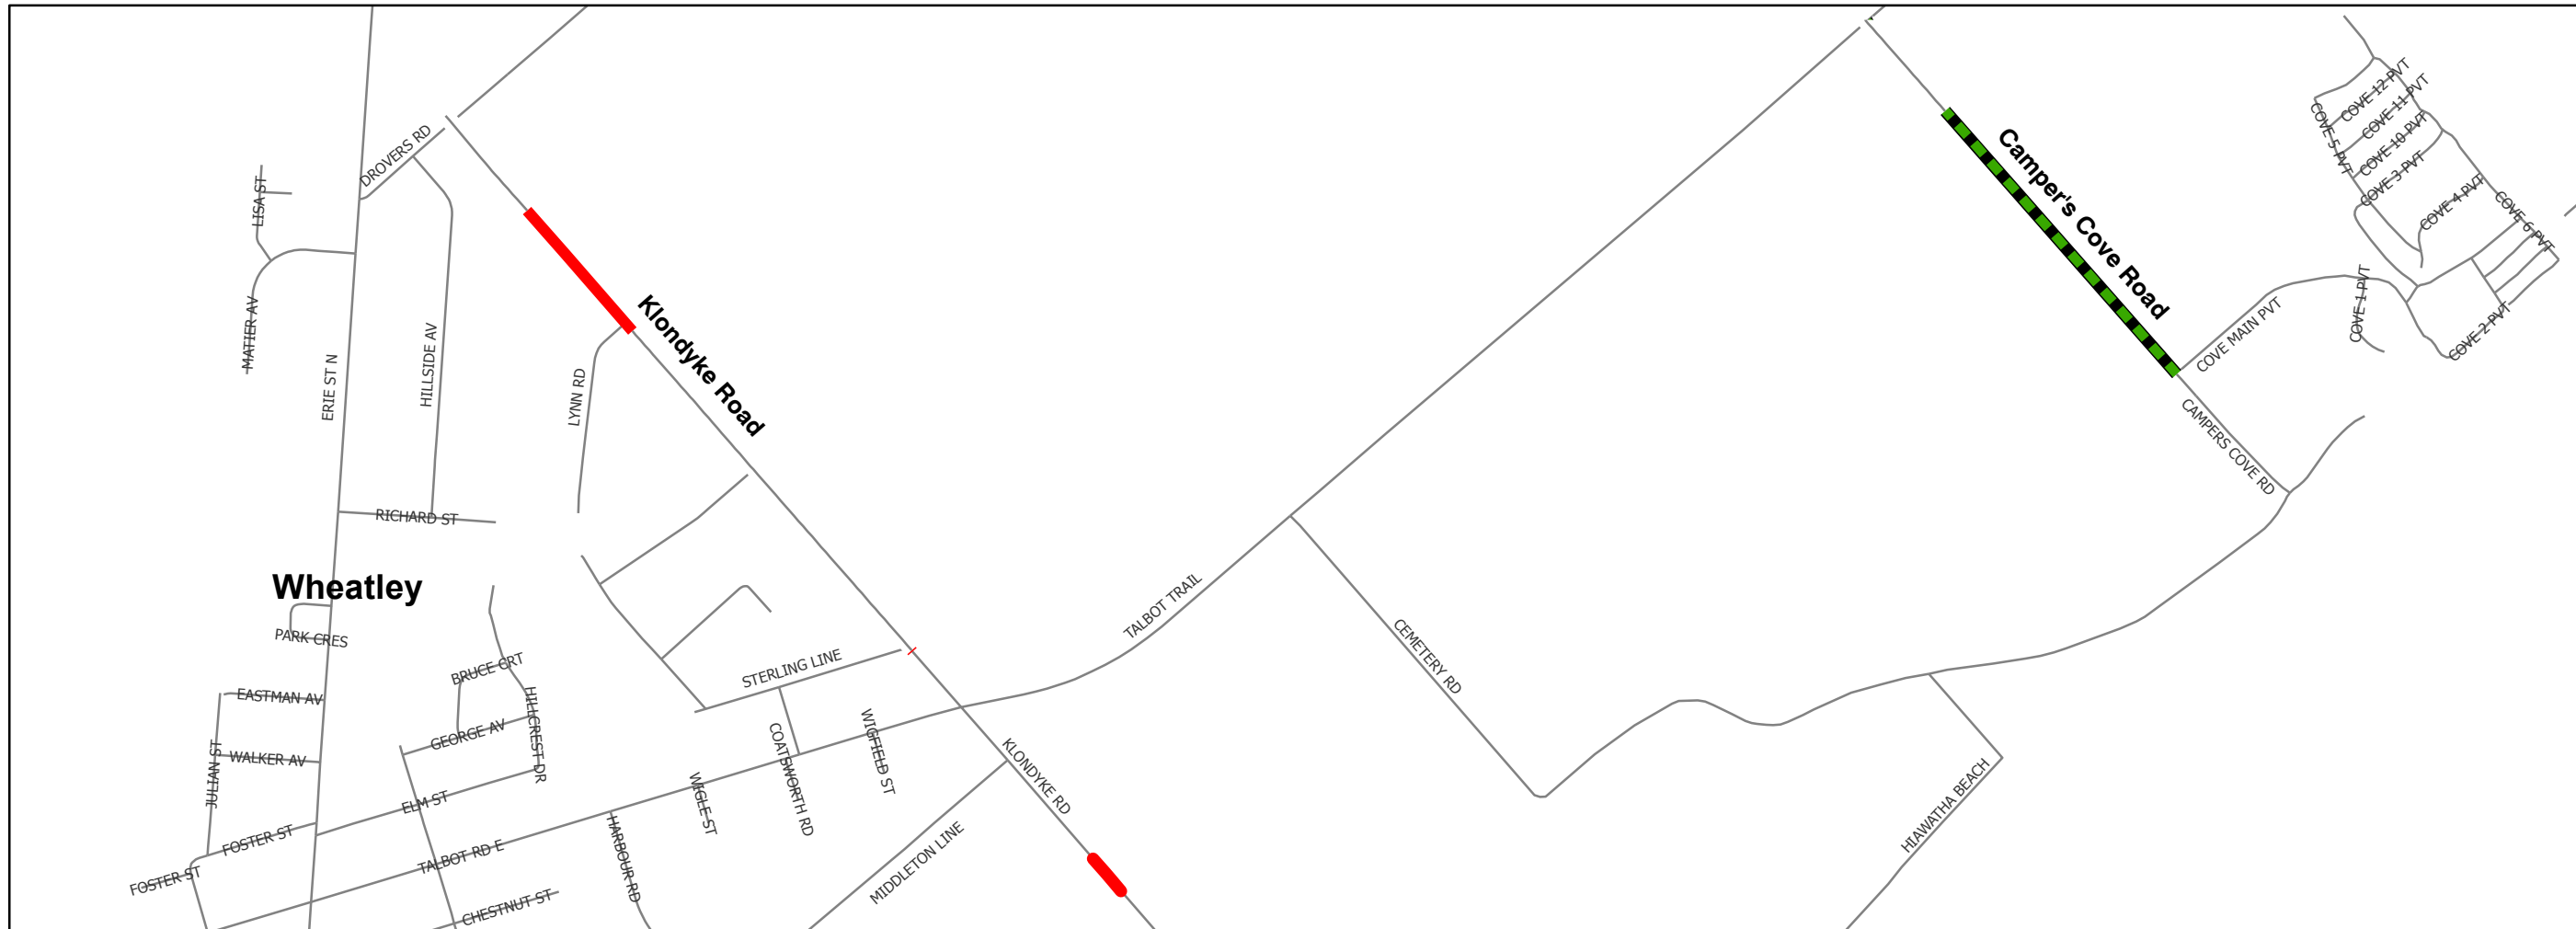 COVE 12 PVT
COVE 11 PVT
COVE 10 PVT
COVE 5 PVT
COVE 3 PVT
COVE 4 PVT
COVE 6 PVT
DROVERS RD
Camper's Cove Road
LISA ST
MATIER AV
ERIE ST N
HILLSIDE AV
LYNN RD
Klondyke Road
COVE MAIN PVT
COVE 1 PVT
COVE 2 PVT
CAMPERS COVE RD
RICHARD ST
Wheatley
PARK CRES
TALBOT TRAIL
CEMETERY RD
BRUCE CRT
STERLING LINE
EASTMAN AV
HILLCREST DR
GEORGE AV
WALKER AV
JULIAN ST
COATSWORTH RD
WIGFIELD ST
WIGLE ST
KLONDYKE RD
ELM ST
FOSTER ST
HIAWATHA BEACH
TALBOT RD E
HARBOUR RD
MIDDLETON LINE
FOSTER ST
CHESTNUT ST